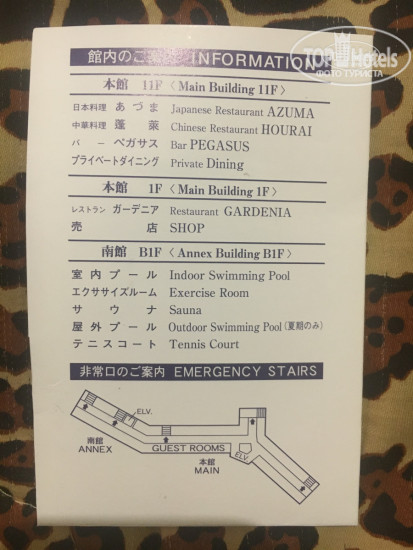 館内のご INFORMATION
TOP Hotels
ФОТО ТУРИСТА
本館 11F〈Main Building 11F〉
日本料理 あづま Japanese Restaurant AZUMA
中華料理 蓬莱 Chinese Restaurant HOURAI
バー ペガサス Bar PEGASUS
プライベートダイニング Private Dining
本館 1F〈Main Building 1F〉
レストラン ガーデニア Restaurant GARDENIA
売店 SHOP
南館 B1F〈Annex Building B1F〉
室内プール Indoor Swimming Pool
エクササイズルーム Exercise Room
サウナ Sauna
屋外プール Outdoor Swimming Pool (夏期のみ)
テニスコート Tennis Court
非常口のご案内 EMERGENCY STAIRS
ELV.
南館
ANNEX
GUEST ROOMS
本館
MAIN
ELV.